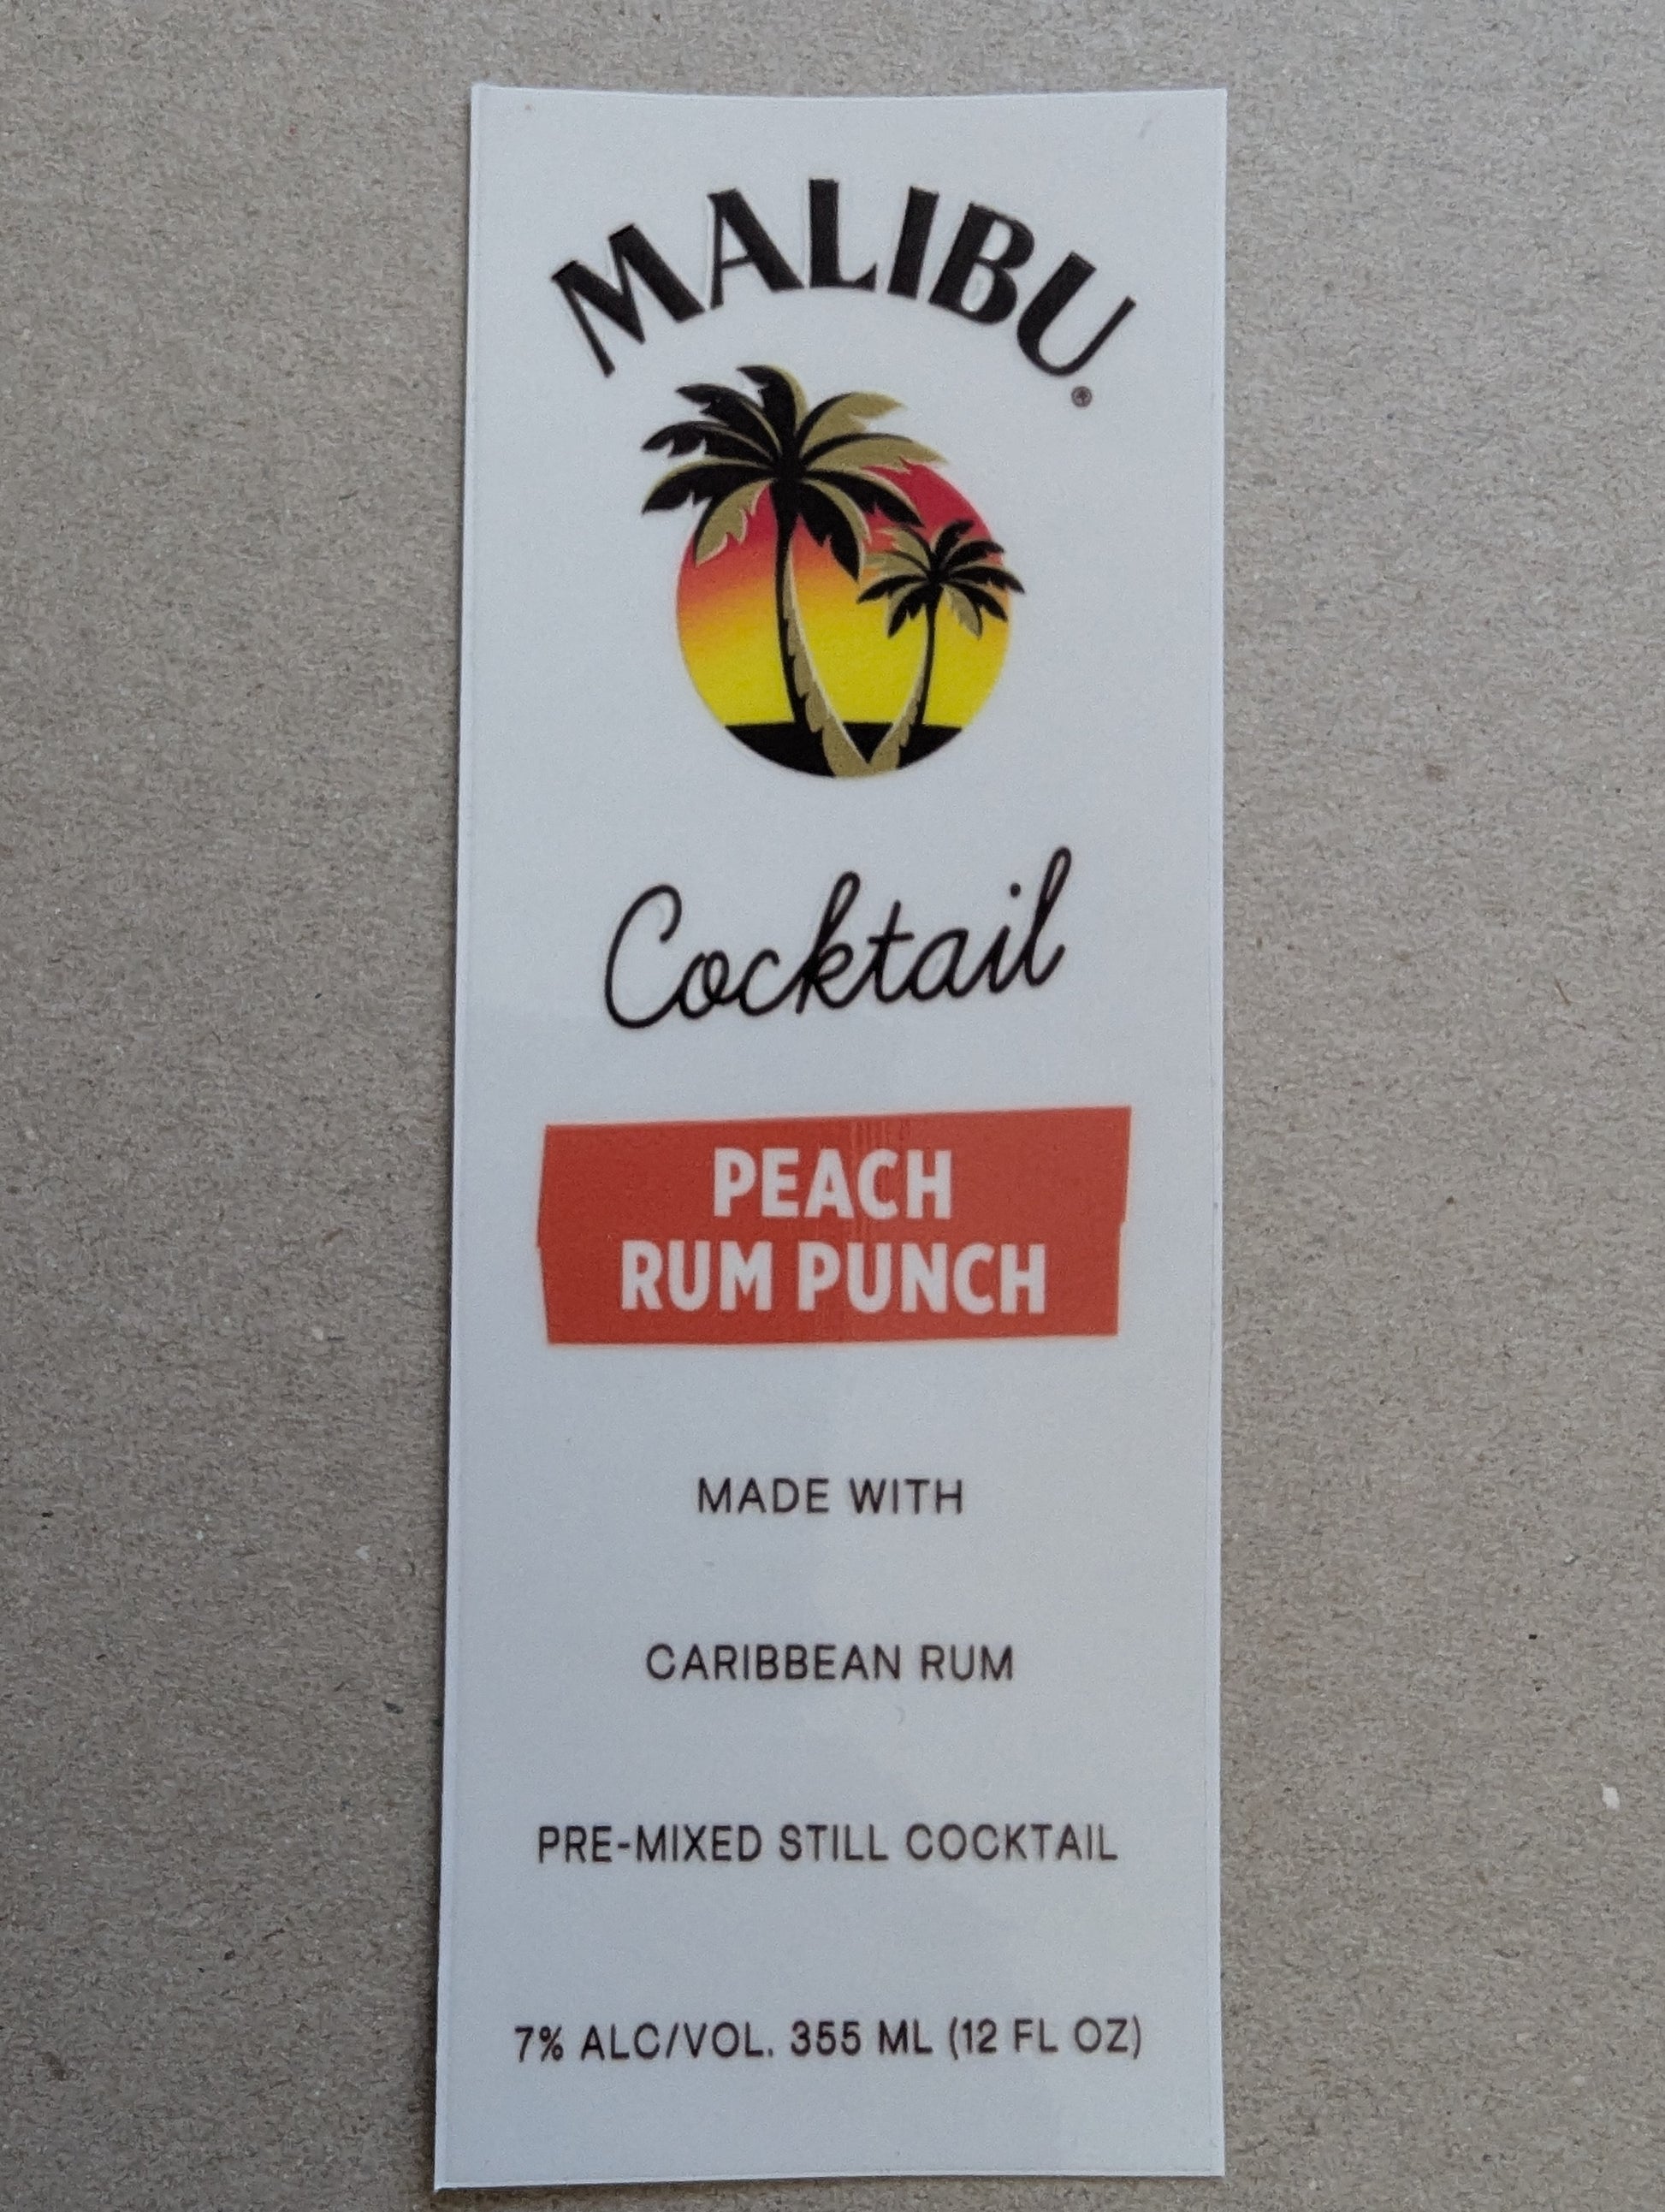 MALIBU®
Cocktail
PEACH
RUM PUNCH
MADE WITH
CARIBBEAN RUM
PRE-MIXED STILL COCKTAIL
7% ALC/VOL. 355 ML (12 FL OZ)